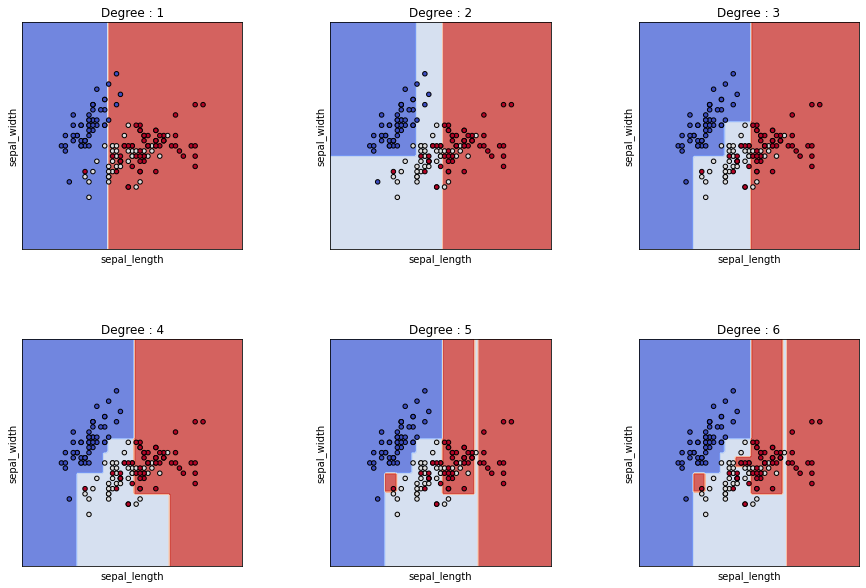 Degree : 1
Degree : 2
Degree : 3
sepal_width
sepal_width
sepal_width
sepal_length
sepal_length
sepal_length
Degree : 4
Degree : 5
Degree : 6
sepal_width
sepal_width
sepal_width
sepal_length
sepal_length
sepal_length